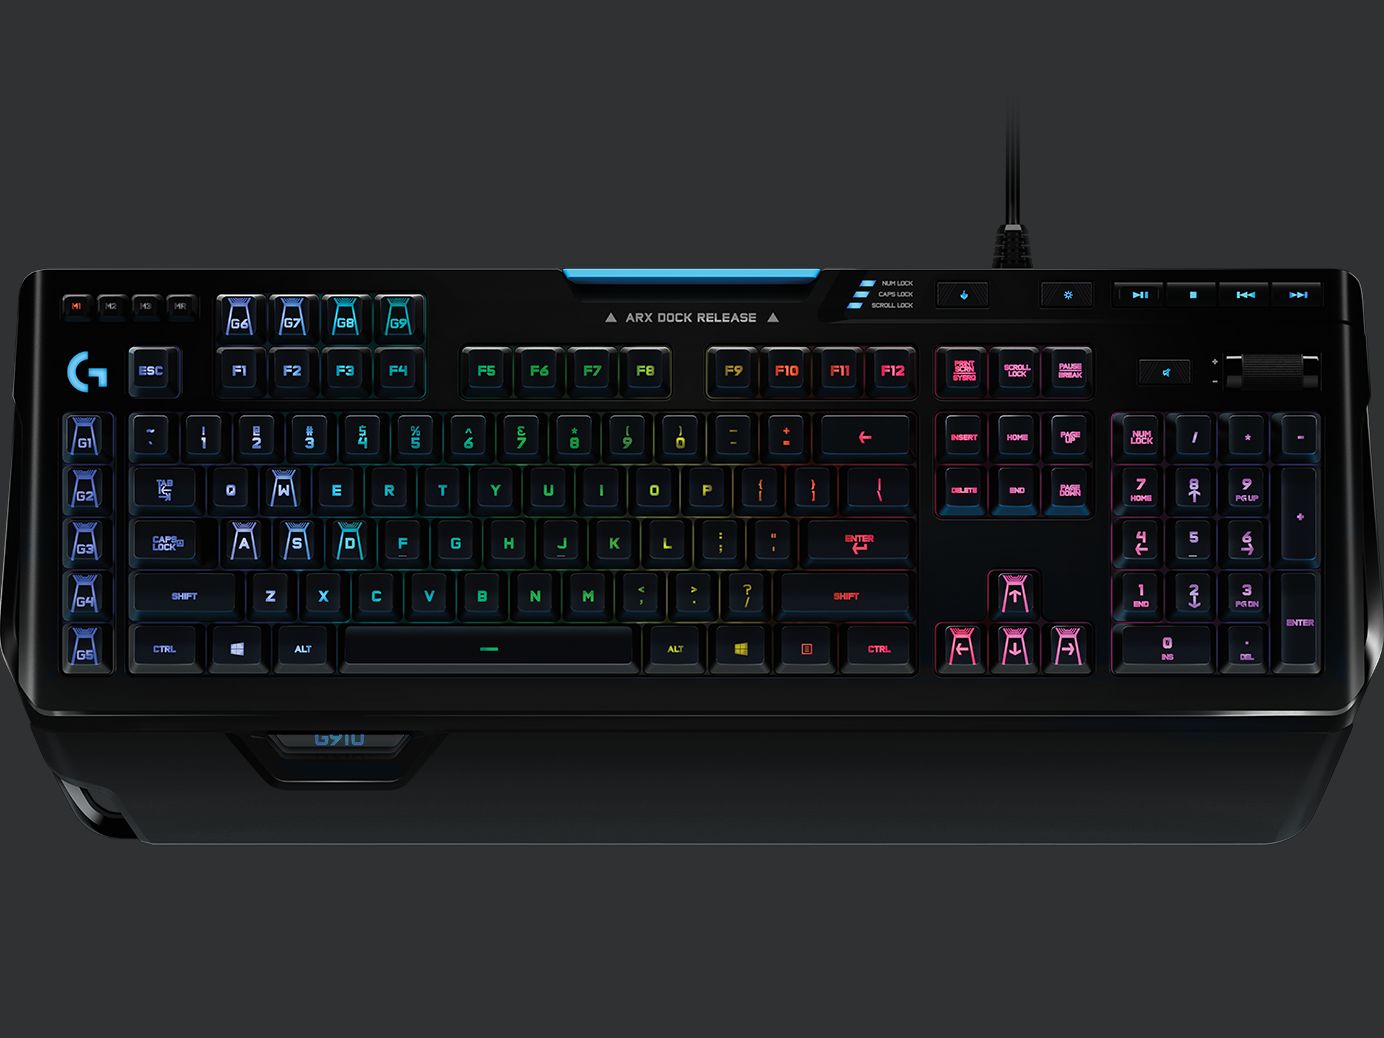 NUM LOCK
CAPS LOCK
SCROLL LOCK
M1 M2 M3 MR G6 G7 G8 G9
▲ ARX DOCK RELEASE ▲
G ESC F1 F2 F3 F4 F5 F6 F7 F8 F9 F10 F11 F12 PRINT SCRN SYSRQ SCROLL LOCK PAUSE BREAK + -
G1 ~ ` ! 1 @ 2 # 3 $ 4 % 5 ^ 6 & 7 * 8 ( 9 ) 0 _ - + = ← INSERT HOME PAGE UP NUM LOCK / * -
G2 TAB Q W E R T Y U I O P { [ } ] | \ DELETE END PAGE DOWN 7 HOME 8 ↑ 9 PG UP +
G3 CAPS LOCK A S D F G H J K L : ; " ' ENTER 4 ← 5 6 →
G4 SHIFT Z X C V B N M < , > . ? / SHIFT ↑ 1 END 2 ↓ 3 PG DN ENTER
G5 CTRL ALT ALT CTRL ← ↓ → 0 INS . DEL
G910